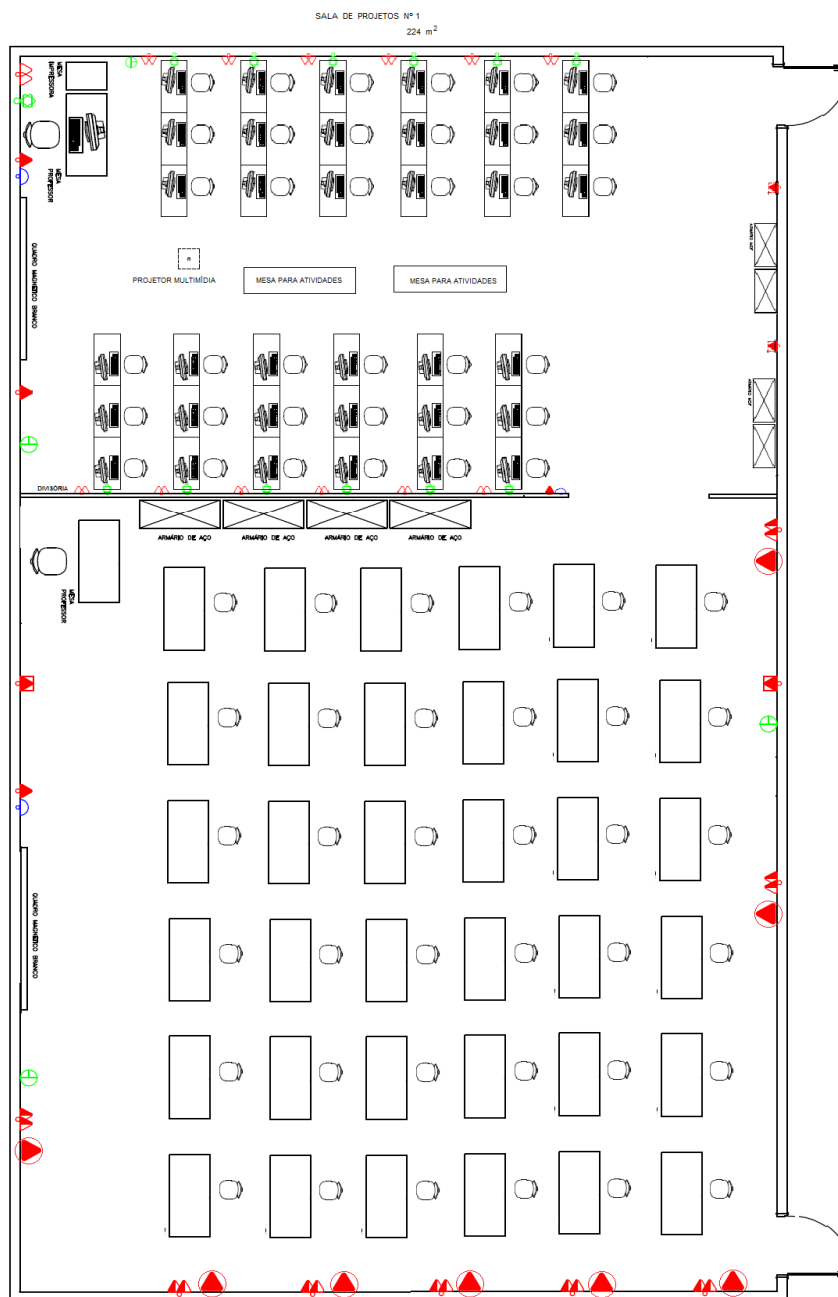 SALA DE PROJETOS Nº 1
224 m²
MESA
IMPRESSORA
MESA
PROFESSOR
QUADRO MAGNÉTICO BRANCO
PROJETOR MULTIMÍDIA
MESA PARA ATIVIDADES
MESA PARA ATIVIDADES
DIVISÓRIA
ARMÁRIO DE AÇO
ARMÁRIO DE AÇO
ARMÁRIO DE AÇO
ARMÁRIO DE AÇO
MESA
PROFESSOR
QUADRO MAGNÉTICO BRANCO